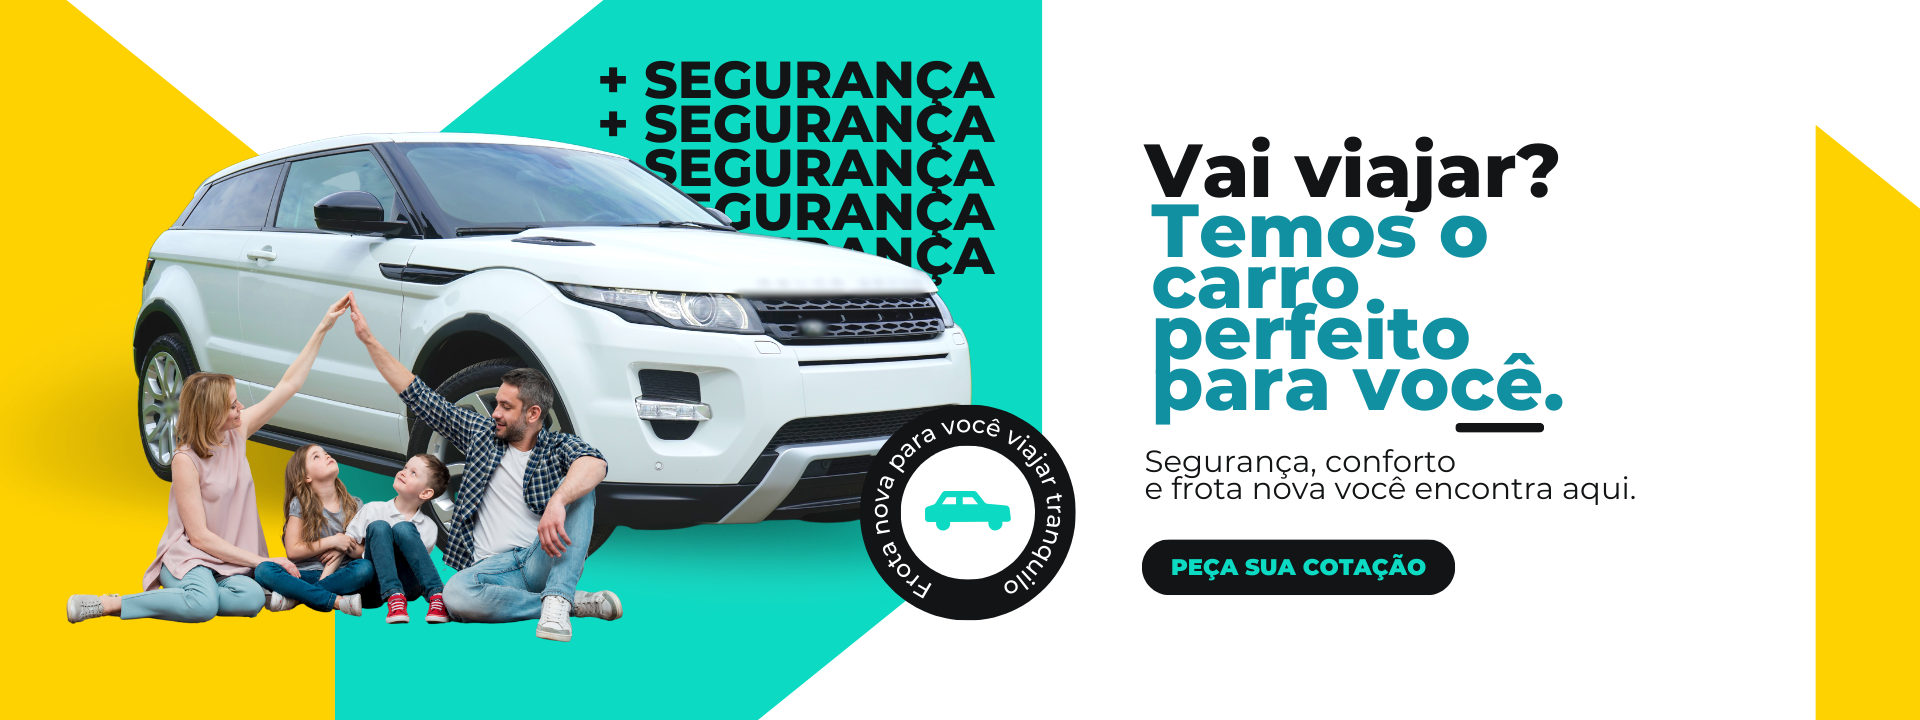 + SEGURANÇA
+ SEGURANÇA
SEGURANÇA
SEGURANÇA
Vai viajar?
Temos o
carro
perfeito
para você.
Segurança, conforto
e frota nova você encontra aqui.
PEÇA SUA COTAÇÃO
Frota nova para você viajar tranquilo